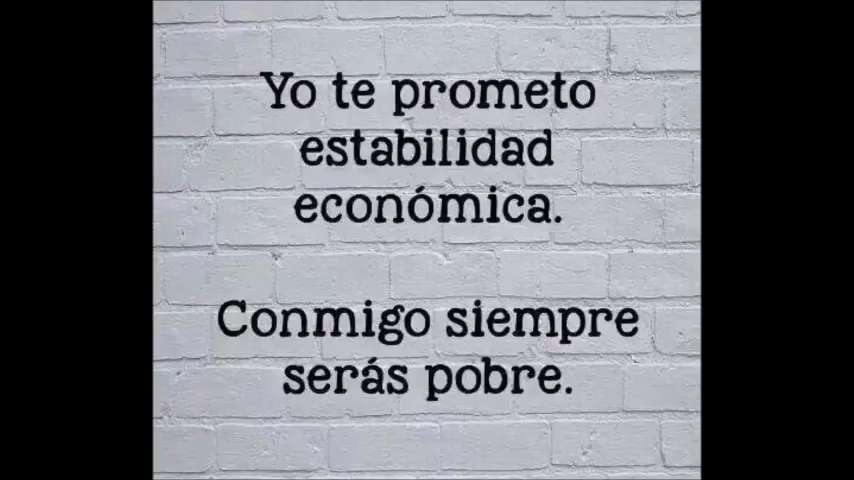 Yo te prometo
estabilidad
económica.
Conmigo siempre
serás pobre.